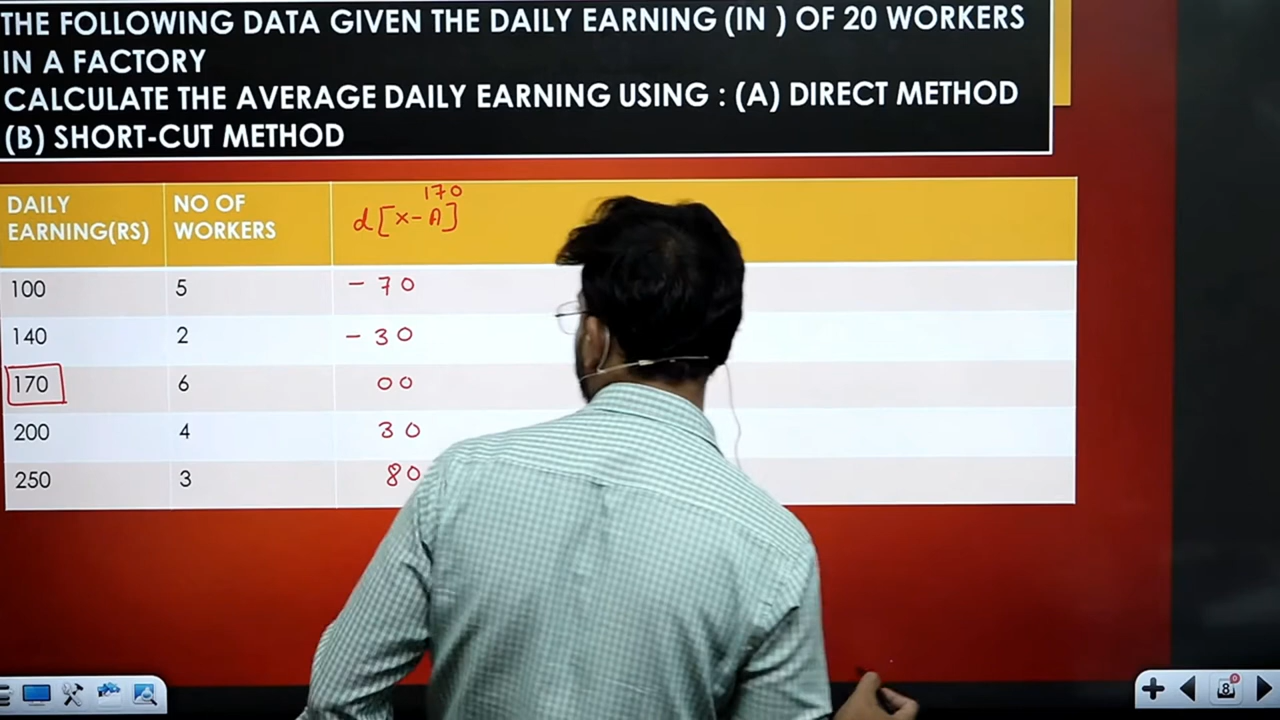 THE FOLLOWING DATA GIVEN THE DAILY EARNING (IN ) OF 20 WORKERS
IN A FACTORY
CALCULATE THE AVERAGE DAILY EARNING USING : (A) DIRECT METHOD
(B) SHORT-CUT METHOD
170
DAILY NO OF d[x-A]
EARNING(RS) WORKERS
100 5 -70
140 2 -30
170 6 00
200 4 30
250 3 80
8